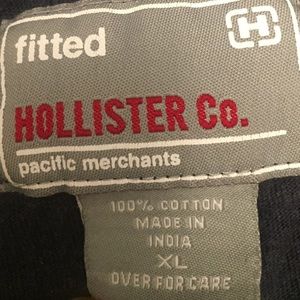 fitted
H
HOLLISTER Co.
pacific merchants
100% COTTON
MADE IN
INDIA
XL
OVER FOR CARE